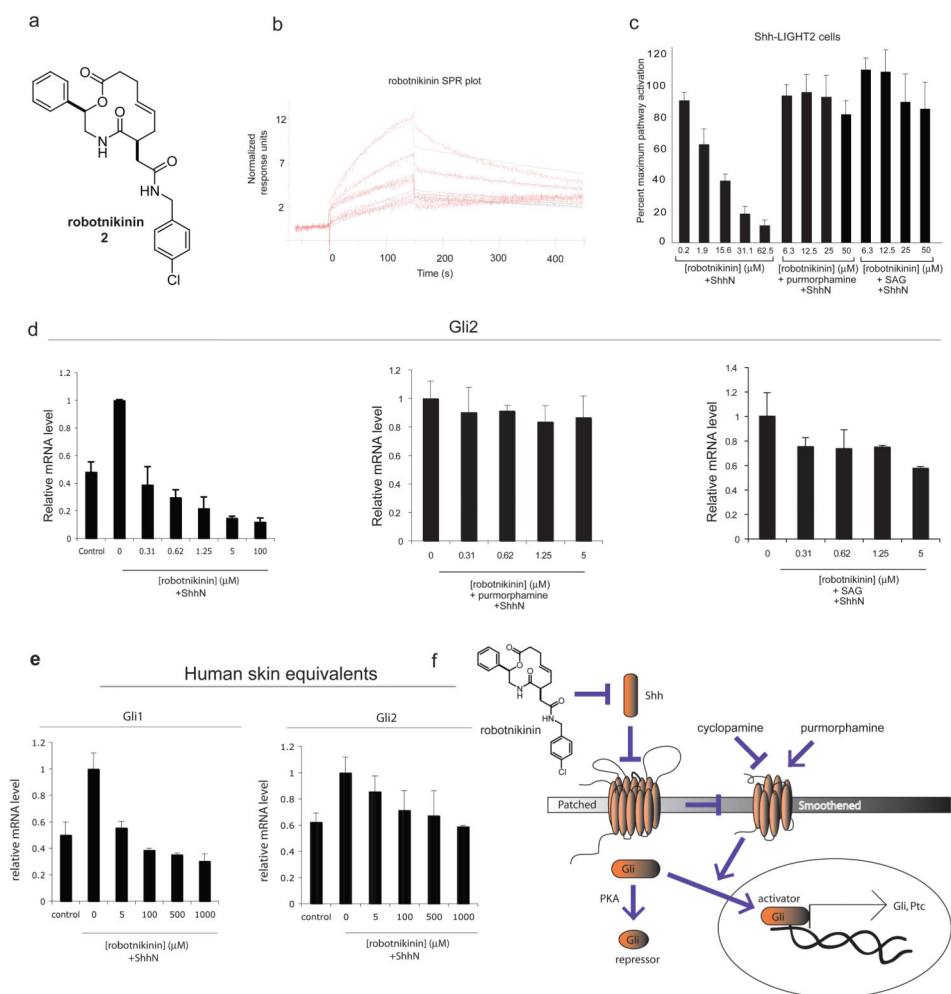 a
O
O
O
NH
O
HN
Cl
robotnikinin
2
b
robotnikinin SPR plot
Normalized
response units
12
7
2
0
200
400
Time (s)
c
Shh-LIGHT2 cells
Percent maximum pathway activation
120
100
80
60
40
20
0
0.2 1.9 15.6 31.1 62.5 6.3 12.5 25 50 6.3 12.5 25 50
[robotnikinin] (μM)
+ShhN
[robotnikinin] (μM)
+ purmorphamine
+ShhN
[robotnikinin] (μM)
+ SAG
+ShhN
d
Gli2
Relative mRNA level
1.2
1
0.8
0.6
0.4
0.2
0
Control 0 0.31 0.62 1.25 5 100
[robotnikinin] (μM)
+ShhN
Relative mRNA level
1.2
1
0.8
0.6
0.4
0.2
0
0 0.31 0.62 1.25 5
[robotnikinin] (μM)
+ purmorphamine
+ShhN
Relative mRNA level
1.4
1.2
1
0.8
0.6
0.4
0.2
0
0 0.31 0.62 1.25 5
[robotnikinin] (μM)
+ SAG
+ShhN
e
Human skin equivalents
Gli1
relative mRNA level
1.2
1
0.8
0.6
0.4
0.2
0
control 0 5 100 500 1000
[robotnikinin] (μM)
+ShhN
Gli2
relative mRNA level
1.2
1
0.8
0.6
0.4
0.2
0
control 0 5 100 500 1000
[robotnikinin] (μM)
+ShhN
f
O
O
O
NH
O
HN
Cl
robotnikinin
Shh
cyclopamine
purmorphamine
Patched
Smoothened
Gli
PKA
Gli
repressor
activator
Gli
Gli, Ptc